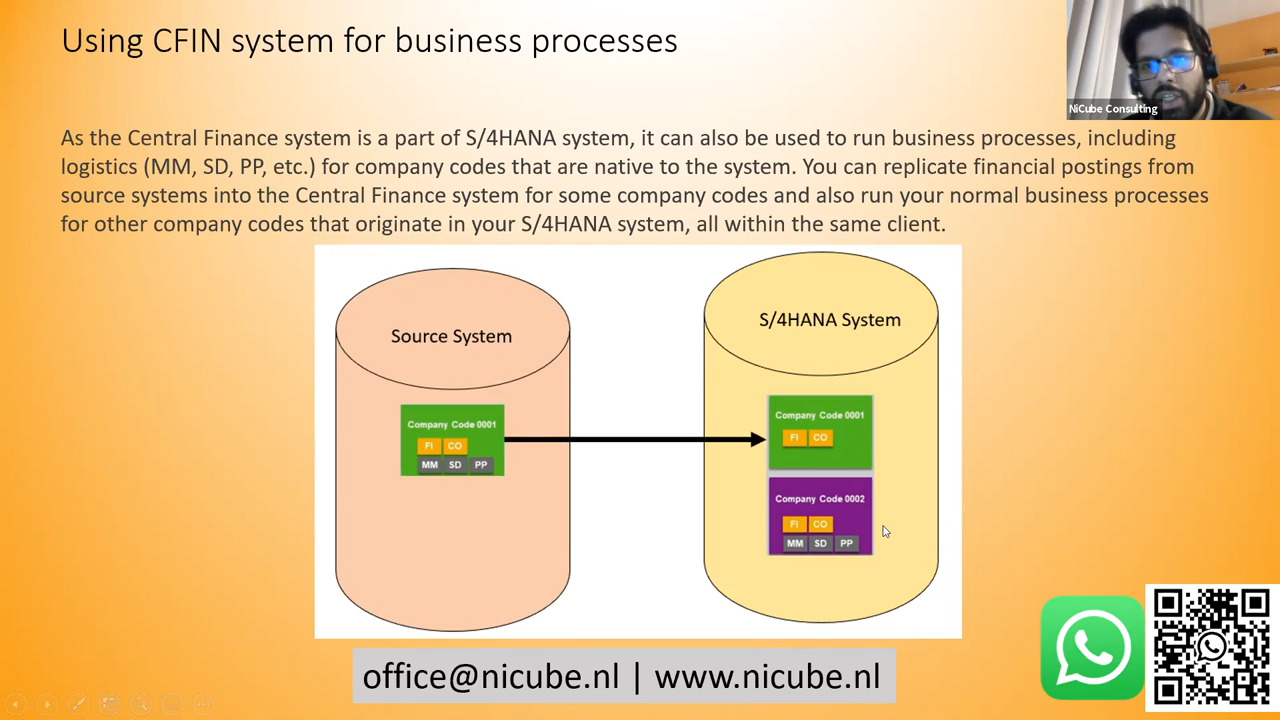 Using CFIN system for business processes
NiCube Consulting
As the Central Finance system is a part of S/4HANA system, it can also be used to run business processes, including
logistics (MM, SD, PP, etc.) for company codes that are native to the system. You can replicate financial postings from
source systems into the Central Finance system for some company codes and also run your normal business processes
for other company codes that originate in your S/4HANA system, all within the same client.
Source System
Company Code 0001
FI CO
MM SD PP
S/4HANA System
Company Code 0001
FI CO
Company Code 0002
FI CO
MM SD PP
office@nicube.nl | www.nicube.nl